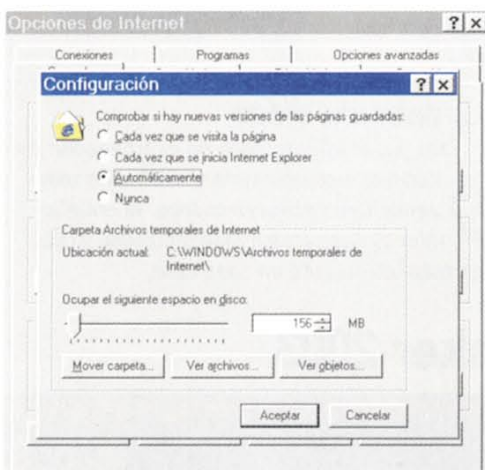 Opciones de Internet
Conexiones Programas Opciones avanzadas
Configuración
Comprobar si hay nuevas versiones de las páginas guardadas:
Cada vez que se visita la página
Cada vez que se inicia Internet Explorer
Automáticamente
Nunca
Carpeta Archivos temporales de Internet
Ubicación actual: C:\WINDOWS\Archivos temporales de
Internet\
Ocupar el siguiente espacio en disco:
156 MB
Mover carpeta... Ver archivos... Ver objetos...
Aceptar Cancelar